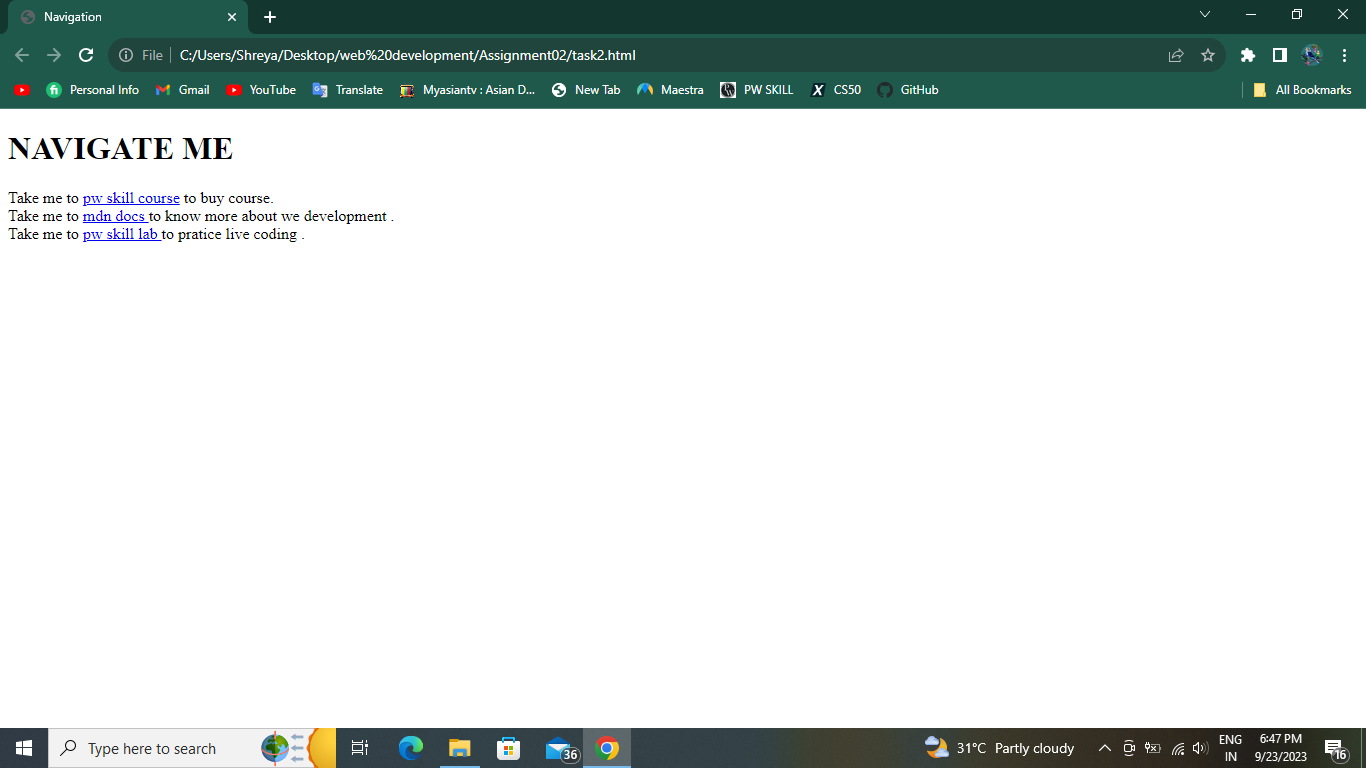 Navigation
File C:/Users/Shreya/Desktop/web%20development/Assignment02/task2.html
Personal Info Gmail YouTube Translate Myasiantv : Asian D... New Tab Maestra PW SKILL X CS50 GitHub All Bookmarks
NAVIGATE ME
Take me to pw skill course to buy course.
Take me to mdn docs to know more about we development .
Take me to pw skill lab to pratice live coding .
Type here to search 36 31°C Partly cloudy ENG IN 6:47 PM 9/23/2023 16